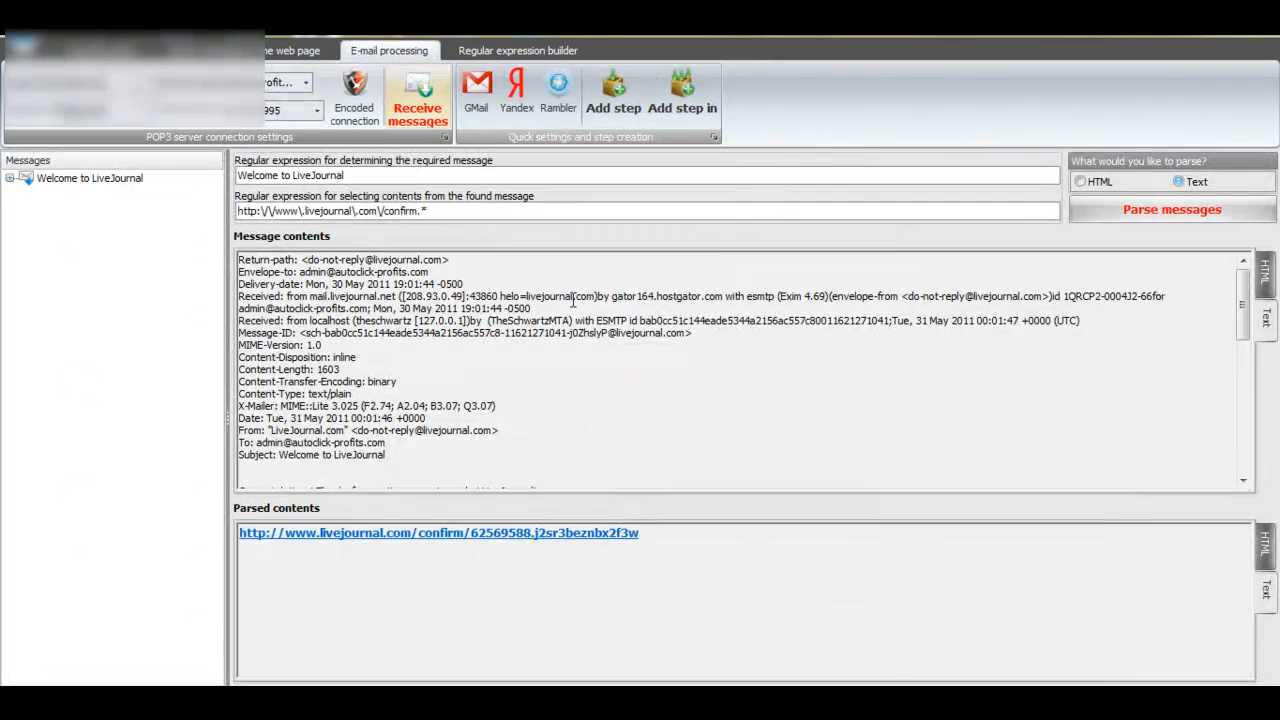 ne web page
E-mail processing
Regular expression builder
ofit...
995
Encoded
connection
Receive
messages
GMail
Yandex
Rambler
Add step
Add step in
POP3 server connection settings
Quick settings and step creation
Messages
Welcome to LiveJournal
Regular expression for determining the required message
Welcome to LiveJournal
Regular expression for selecting contents from the found message
http:\/\/www\.livejournal\.com\/confirm.*
What would you like to parse?
HTML
Text
Parse messages
Message contents
Return-path: <do-not-reply@livejournal.com>
Envelope-to: admin@autoclick-profits.com
Delivery-date: Mon, 30 May 2011 19:01:44 -0500
Received: from mail.livejournal.net ([208.93.0.49]:43860 helo=livejournal.com)by gator164.hostgator.com with esmtp (Exim 4.69)(envelope-from <do-not-reply@livejournal.com>)id 1QRCP2-0004J2-66for
admin@autoclick-profits.com; Mon, 30 May 2011 19:01:44 -0500
Received: from localhost (theschwartz [127.0.0.1])by (TheSchwartzMTA) with ESMTP id bab0cc51c144eade5344a2156ac557c80011621271041;Tue, 31 May 2011 00:01:47 +0000 (UTC)
Message-ID: <sch-bab0cc51c144eade5344a2156ac557c8-11621271041-j0ZhslyP@livejournal.com>
MIME-Version: 1.0
Content-Disposition: inline
Content-Length: 1603
Content-Transfer-Encoding: binary
Content-Type: text/plain
X-Mailer: MIME::Lite 3.025 (F2.74; A2.04; B3.07; Q3.07)
Date: Tue, 31 May 2011 00:01:46 +0000
From: "LiveJournal.com" <do-not-reply@livejournal.com>
To: admin@autoclick-profits.com
Subject: Welcome to LiveJournal
HTML
Text
Parsed contents
http://www.livejournal.com/confirm/62569588.j2sr3beznbx2f3w
HTML
Text